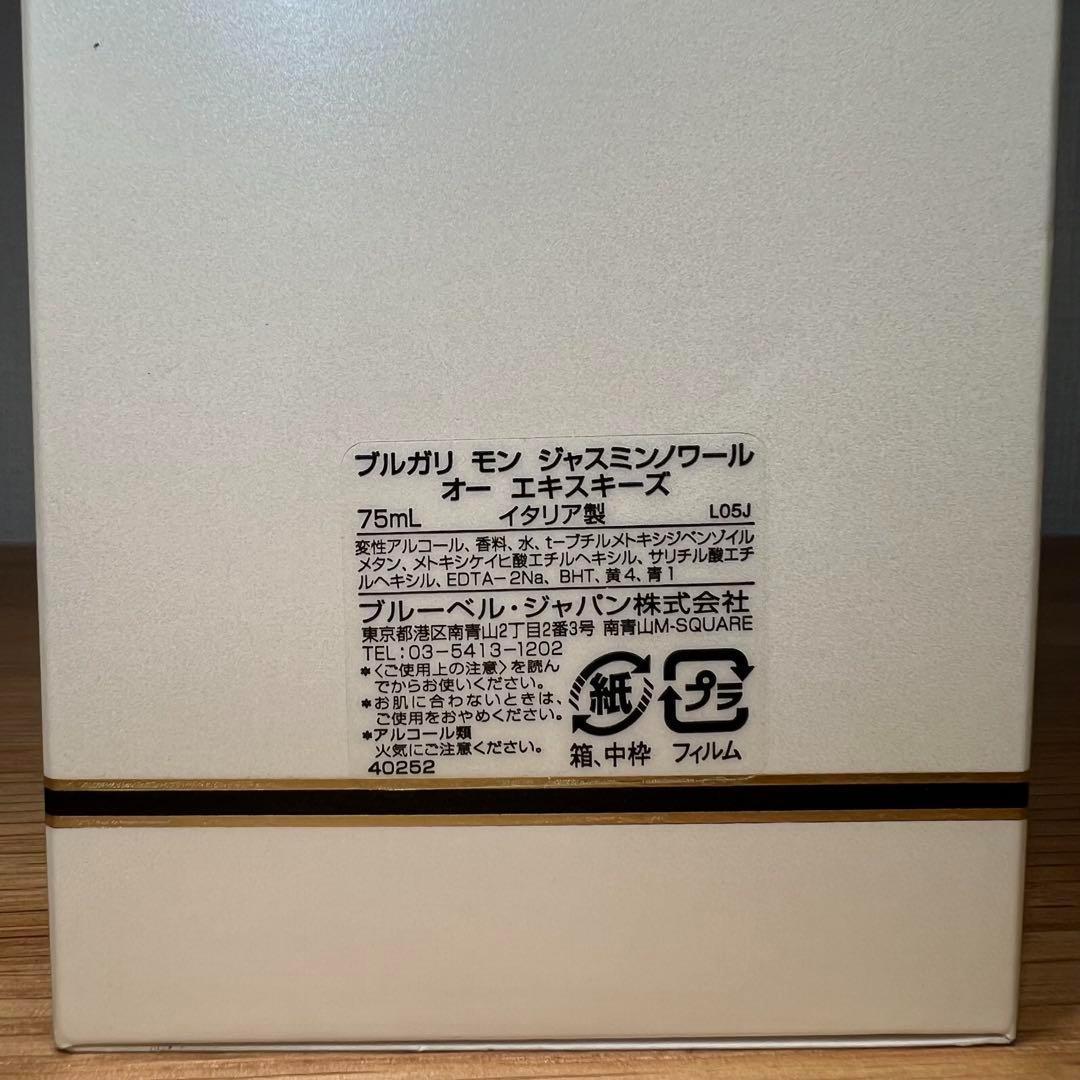 ブルガリ モン ジャスミンノワール
オー エキスキーズ
75mL イタリア製 L05J
変性アルコール、香料、水、t-ブチルメトキシジベンゾイル
メタン、メトキシケイヒ酸エチルヘキシル、サリチル酸エチ
ルヘキシル、EDTA-2Na、BHT、黄4、青1
ブルーベル・ジャパン株式会社
東京都港区南青山2丁目2番3号 南青山M-SQUARE
TEL:03-5413-1202
*〈ご使用上の注意〉を読ん
でからお使いください。
*お肌に合わないときは、
ご使用をおやめください。
*アルコール類
火気にご注意ください。
40252
紙
箱、中枠
プラ
フィルム